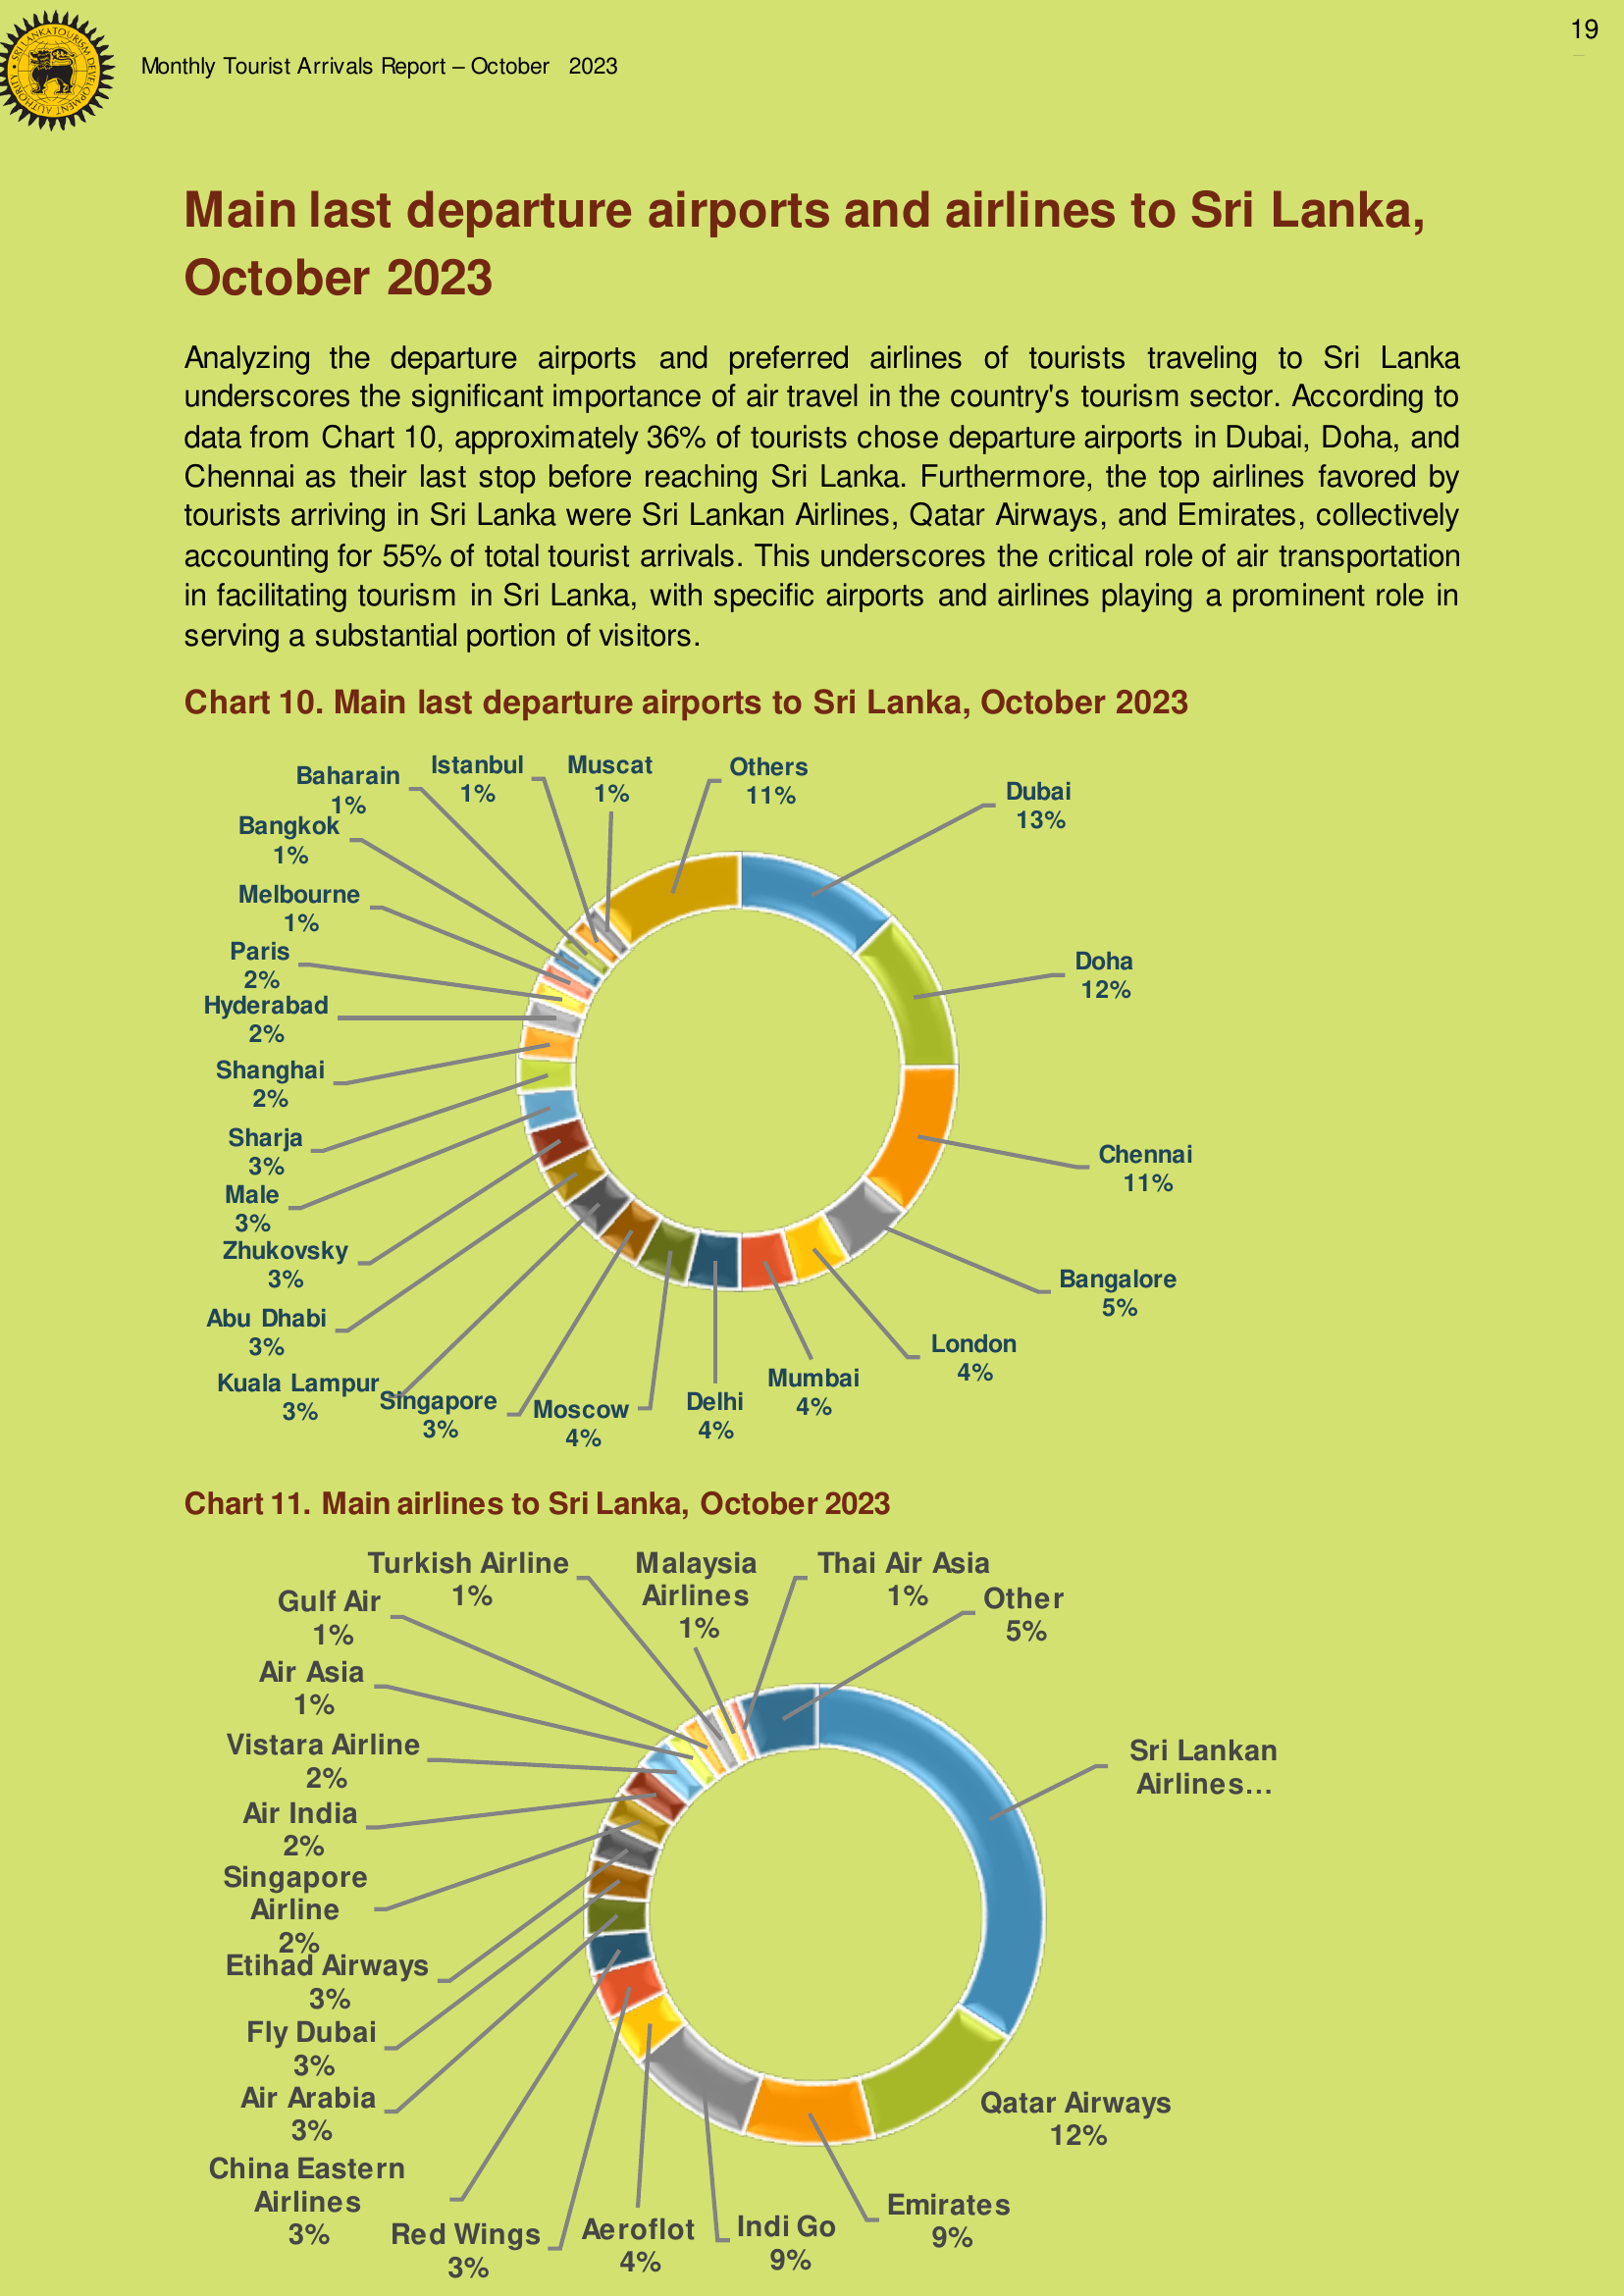 19
Monthly Tourist Arrivals Report – October 2023
SRI LANKA TOURISM DEVELOPMENT AUTHORITY
Main last departure airports and airlines to Sri Lanka,
October 2023
Analyzing the departure airports and preferred airlines of tourists traveling to Sri Lanka
underscores the significant importance of air travel in the country's tourism sector. According to
data from Chart 10, approximately 36% of tourists chose departure airports in Dubai, Doha, and
Chennai as their last stop before reaching Sri Lanka. Furthermore, the top airlines favored by
tourists arriving in Sri Lanka were Sri Lankan Airlines, Qatar Airways, and Emirates, collectively
accounting for 55% of total tourist arrivals. This underscores the critical role of air transportation
in facilitating tourism in Sri Lanka, with specific airports and airlines playing a prominent role in
serving a substantial portion of visitors.
Chart 10. Main last departure airports to Sri Lanka, October 2023
Dubai
13%
Doha
12%
Chennai
11%
Bangalore
5%
London
4%
Mumbai
4%
Delhi
4%
Moscow
4%
Singapore
3%
Kuala Lampur
3%
Abu Dhabi
3%
Zhukovsky
3%
Male
3%
Sharja
3%
Shanghai
2%
Hyderabad
2%
Paris
2%
Melbourne
1%
Bangkok
1%
Baharain
1%
Istanbul
1%
Muscat
1%
Others
11%
Chart 11. Main airlines to Sri Lanka, October 2023
Sri Lankan
Airlines…
Qatar Airways
12%
Emirates
9%
Indi Go
9%
Aeroflot
4%
Red Wings
3%
China Eastern
Airlines
3%
Air Arabia
3%
Fly Dubai
3%
Etihad Airways
3%
Singapore
Airline
2%
Air India
2%
Vistara Airline
2%
Air Asia
1%
Gulf Air
1%
Turkish Airline
1%
Malaysia
Airlines
1%
Thai Air Asia
1%
Other
5%